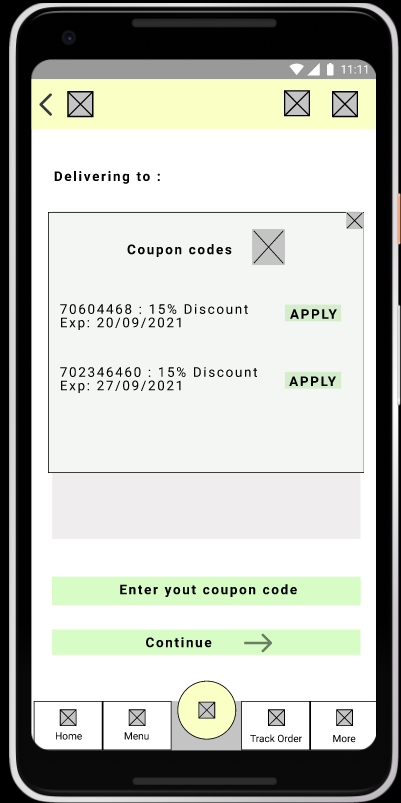 11:11
Delivering to :
Coupon codes
70604468 : 15% Discount
Exp: 20/09/2021
APPLY
702346460 : 15% Discount
Exp: 27/09/2021
APPLY
Enter yout coupon code
Continue
Home
Menu
Track Order
More